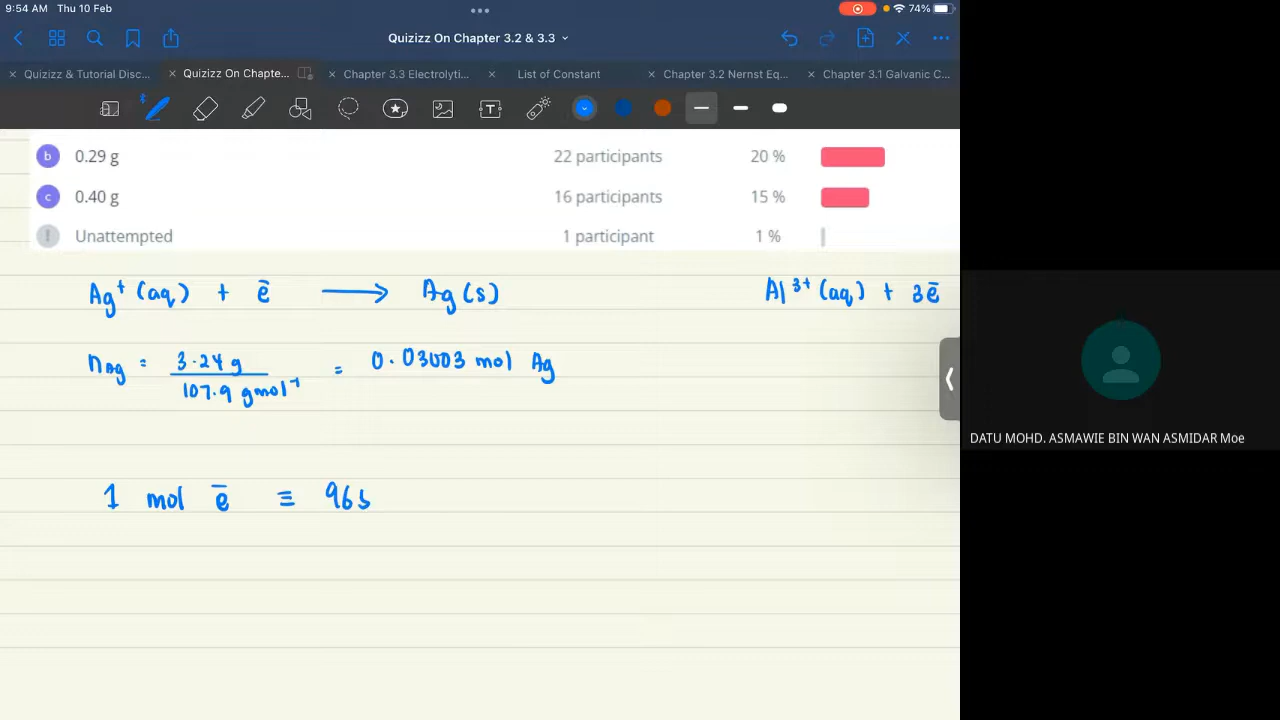 9:54 AM Thu 10 Feb
74%
Quizizz On Chapter 3.2 & 3.3
Quizizz & Tutorial Disc...
Quizizz On Chapte...
Chapter 3.3 Electrolyti...
List of Constant
Chapter 3.2 Nernst Eq...
Chapter 3.1 Galvanic C...
b 0.29 g 22 participants 20 %
c 0.40 g 16 participants 15 %
! Unattempted 1 participant 1 %
Ag⁺ (aq) + ē ⟶ Ag (s) Al³⁺ (aq) + 3ē
n_Ag = 3.24 g / 107.9 gmol⁻¹ = 0.03003 mol Ag
1 mol ē ≡ 965
DATU MOHD. ASMAWIE BIN WAN ASMIDAR Moe